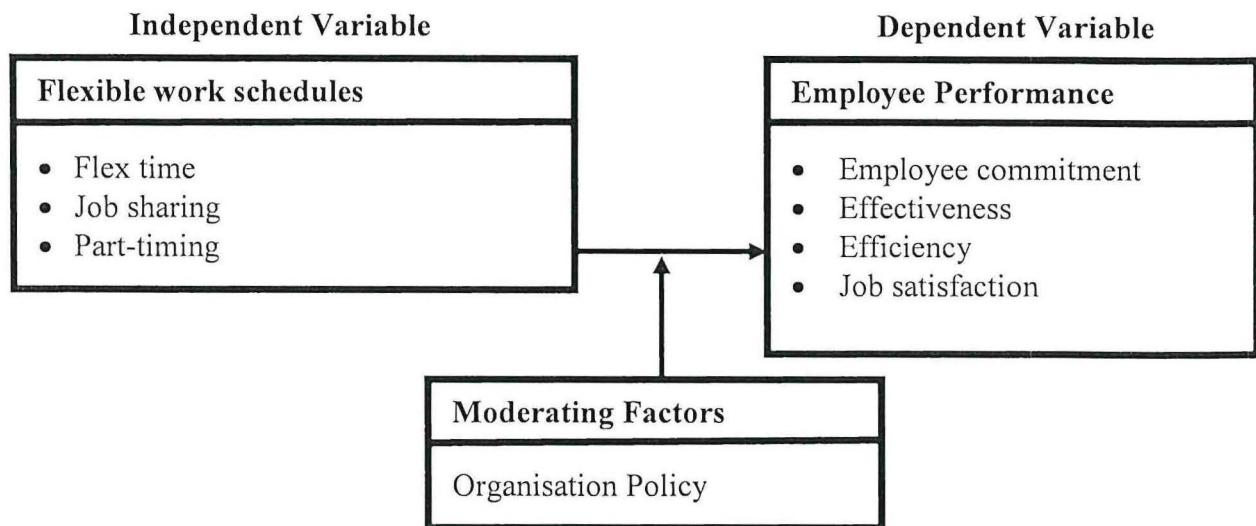 Independent Variable
Flexible work schedules
• Flex time
• Job sharing
• Part-timing
Dependent Variable
Employee Performance
• Employee commitment
• Effectiveness
• Efficiency
• Job satisfaction
Moderating Factors
Organisation Policy